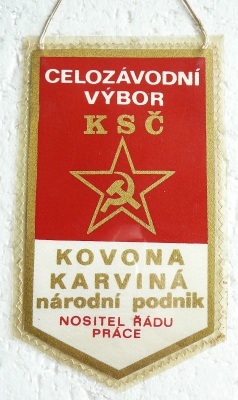 CELOZÁVODNÍ
VÝBOR
KSČ
KOVONA
KARVINÁ
národní podnik
NOSITEL ŘÁDU
PRÁCE